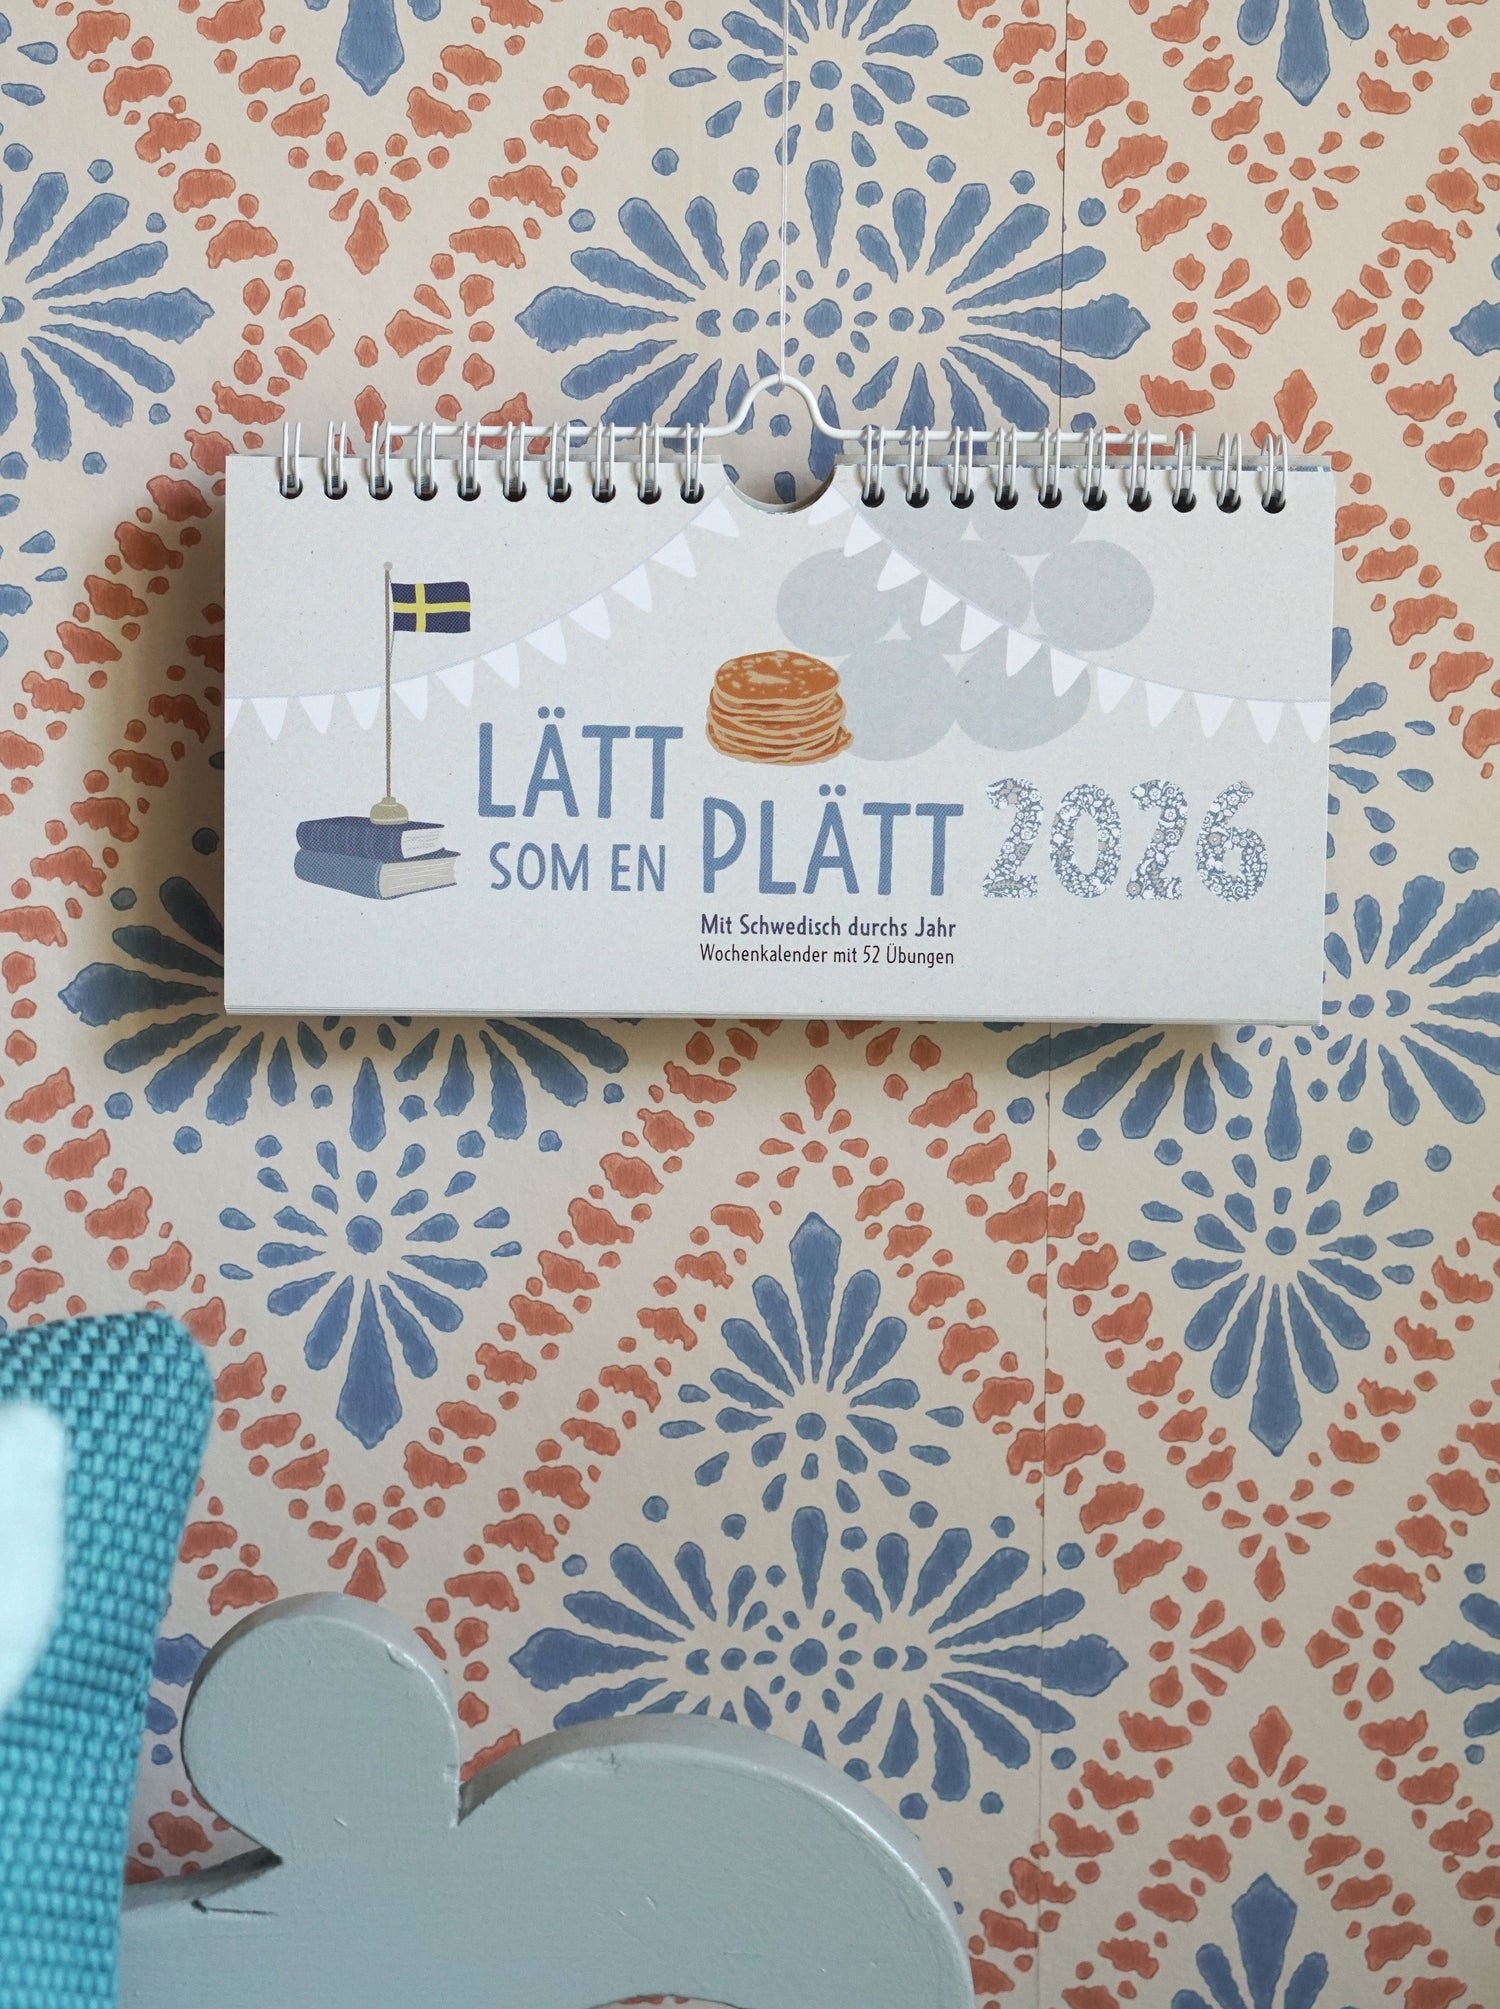 LÄTT
SOM EN PLÄTT 2026
Mit Schwedisch durchs Jahr
Wochenkalender mit 52 Übungen